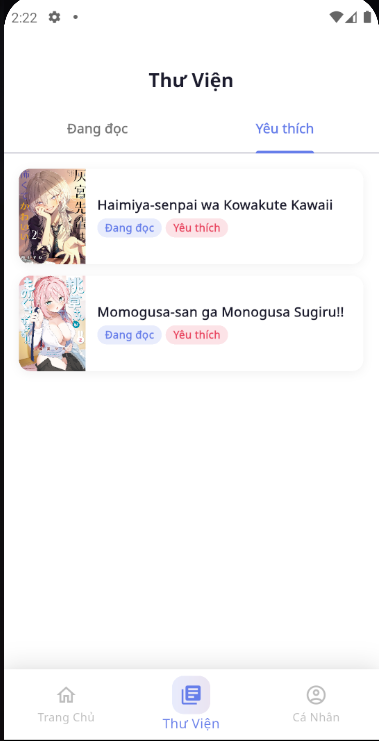 2:22
Thư Viện
Đang đọc
Yêu thích
Haimiya-senpai wa Kowakute Kawaii
Đang đọc Yêu thích
2
Momogusa-san ga Monogusa Sugiru!!
Đang đọc Yêu thích
Trang Chủ
Thư Viện
Cá Nhân